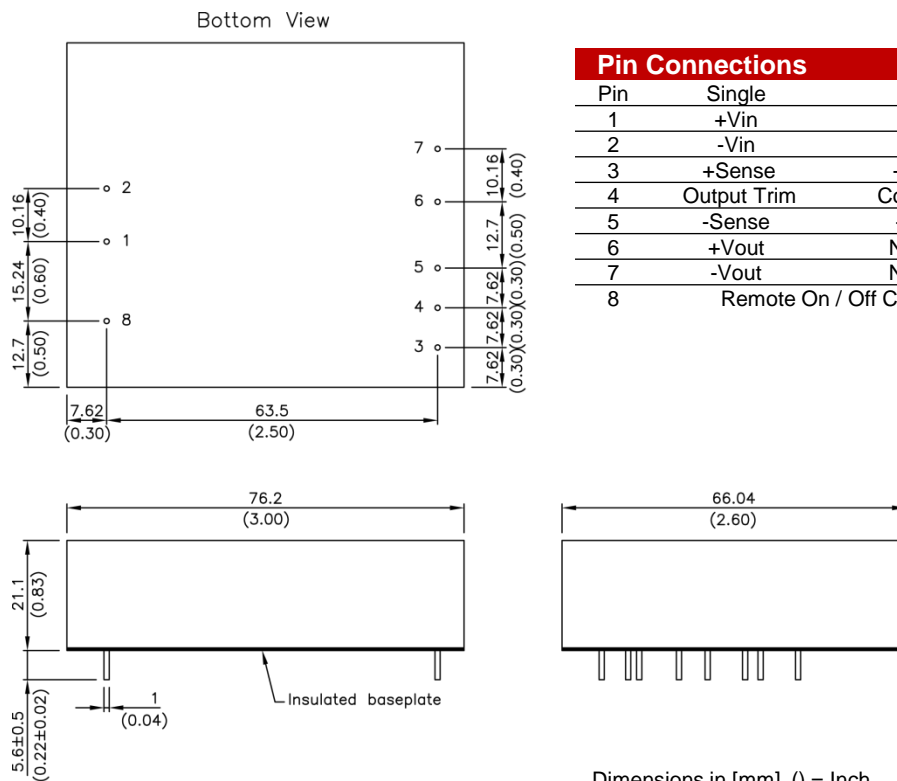 Bottom View
7
10.16
(0.40)
2
10.16
(0.40)
6
12.7
(0.50)
1
15.24
(0.60)
5
7.62
(0.30)
4
8
7.62
(0.30)
12.7
(0.50)
3
7.62
(0.30)
7.62
(0.30)
63.5
(2.50)
Pin Connections
Pin Single
1 +Vin
2 -Vin
3 +Sense -
4 Output Trim Co
5 -Sense
6 +Vout N
7 -Vout N
8 Remote On / Off C
76.2
(3.00)
21.1
(0.83)
Insulated baseplate
1
(0.04)
5.6±0.5
(0.22±0.02)
66.04
(2.60)
Dimensions in [mm], () = Inch